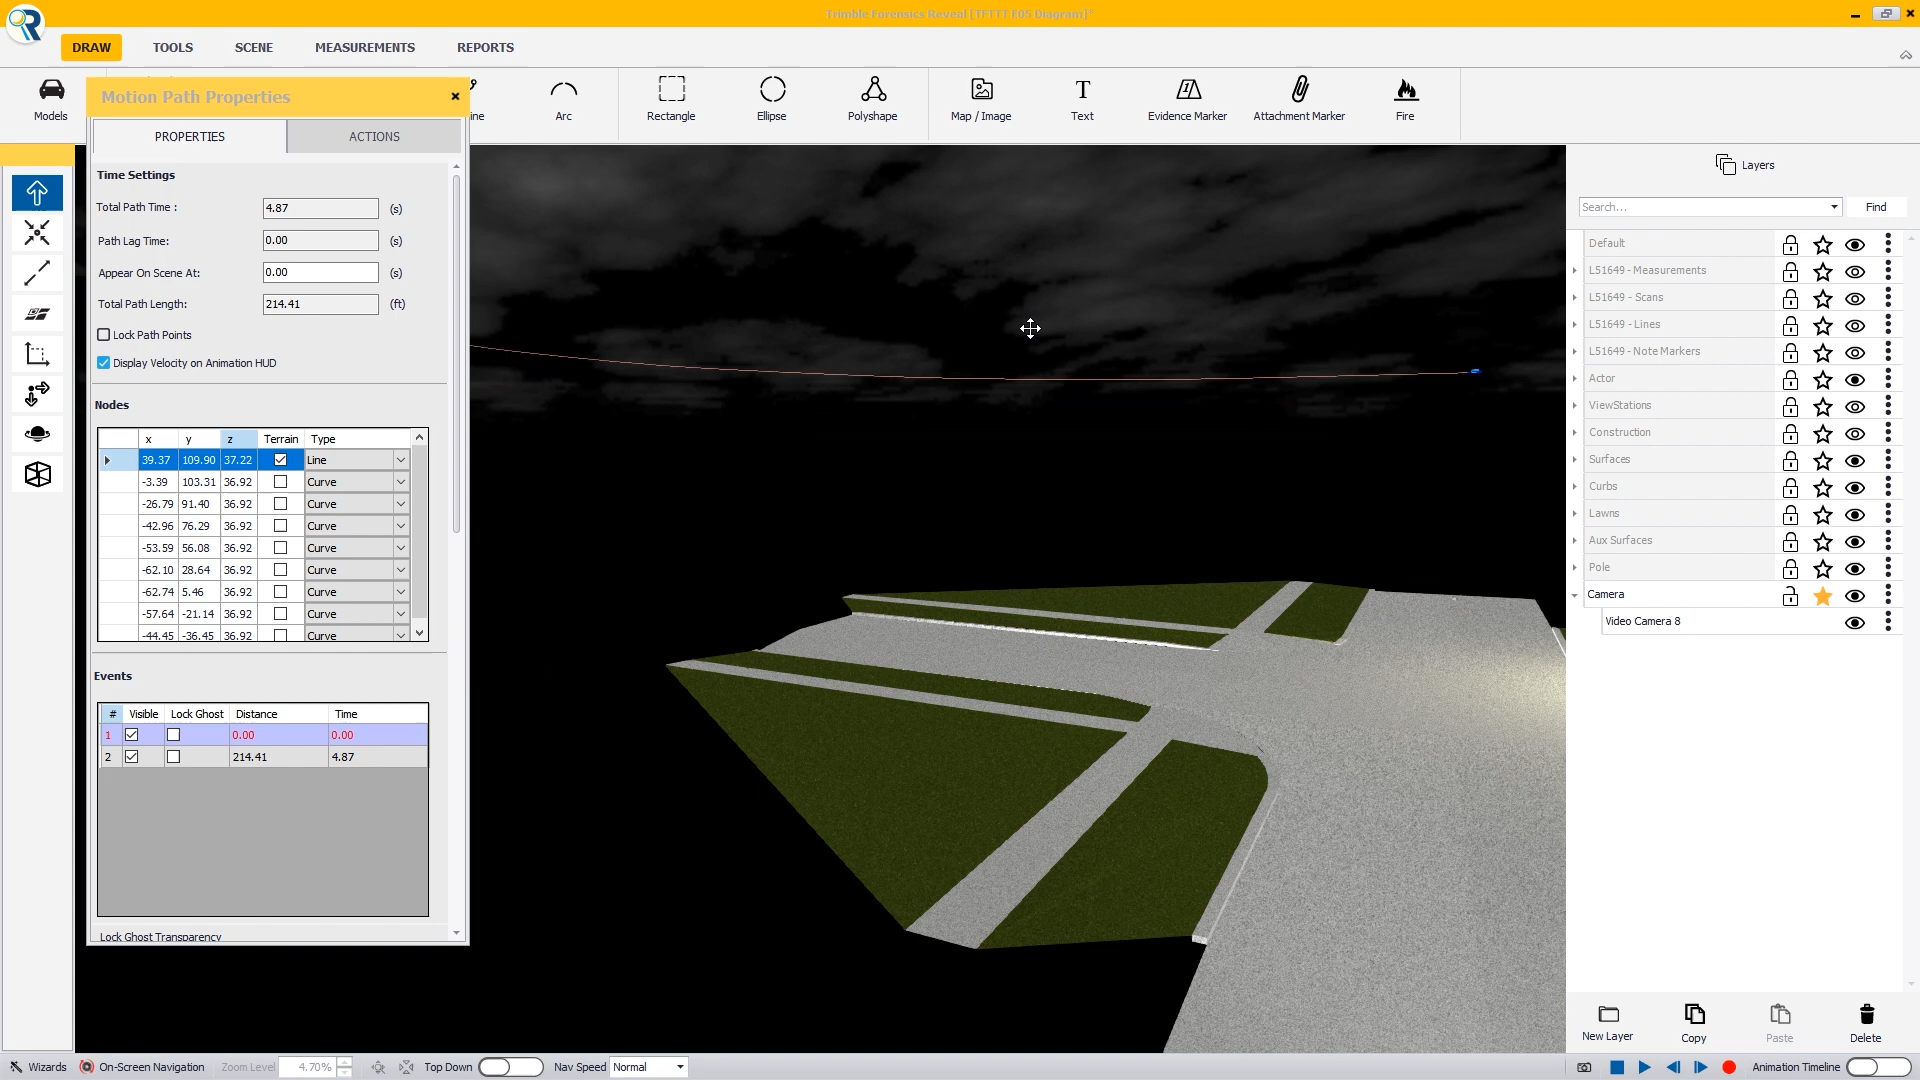 Trimble Forensics Reveal [TFTTT E05 Diagram]*
DRAW TOOLS SCENE MEASUREMENTS REPORTS
Models ine Arc Rectangle Ellipse Polyshape Map / Image Text Evidence Marker Attachment Marker Fire
Motion Path Properties
PROPERTIES ACTIONS
Time Settings
Total Path Time : 4.87 (s)
Path Lag Time: 0.00 (s)
Appear On Scene At: 0.00 (s)
Total Path Length: 214.41 (ft)
Lock Path Points
Display Velocity on Animation HUD
Nodes
x y z Terrain Type
39.37 109.90 37.22 Line
-3.39 103.31 36.92 Curve
-26.79 91.40 36.92 Curve
-42.96 76.29 36.92 Curve
-53.59 56.08 36.92 Curve
-62.10 28.64 36.92 Curve
-62.74 5.46 36.92 Curve
-57.64 -21.14 36.92 Curve
-44.45 -36.45 36.92 Curve
Events
# Visible Lock Ghost Distance Time
1 0.00 0.00
2 214.41 4.87
Lock Ghost Transparency
Layers
Search... Find
Default
L51649 - Measurements
L51649 - Scans
L51649 - Lines
L51649 - Note Markers
Actor
ViewStations
Construction
Surfaces
Curbs
Lawns
Aux Surfaces
Pole
Camera
Video Camera 8
New Layer Copy Paste Delete
Wizards On-Screen Navigation Zoom Level 4.70% Top Down Nav Speed Normal Animation Timeline